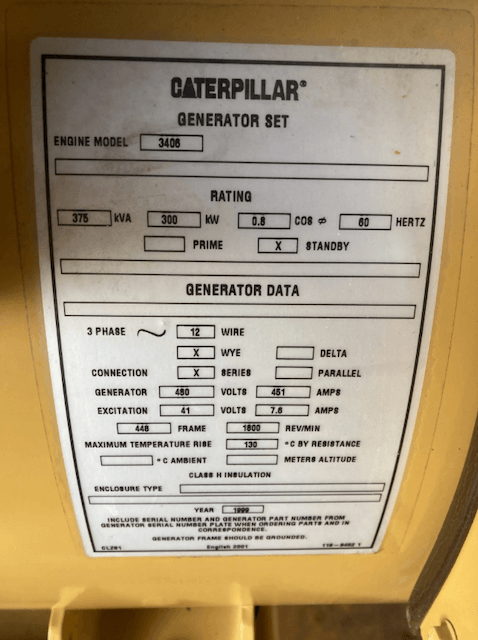 CATERPILLAR®
GENERATOR SET
ENGINE MODEL 3406
RATING
375 kVA 300 kW 0.8 COS ⌀ 60 HERTZ
PRIME X STANDBY
GENERATOR DATA
3 PHASE ~ 12 WIRE
X WYE DELTA
CONNECTION X SERIES PARALLEL
GENERATOR 480 VOLTS 451 AMPS
EXCITATION 41 VOLTS 7.6 AMPS
448 FRAME 1800 REV/MIN
MAXIMUM TEMPERATURE RISE 130 °C BY RESISTANCE
°C AMBIENT METERS ALTITUDE
CLASS H INSULATION
ENCLOSURE TYPE
YEAR 1999
INCLUDE SERIAL NUMBER AND GENERATOR PART NUMBER FROM
GENERATOR SERIAL NUMBER PLATE WHEN ORDERING PARTS AND IN
CORRESPONDENCE.
GENERATOR FRAME SHOULD BE GROUNDED.
English